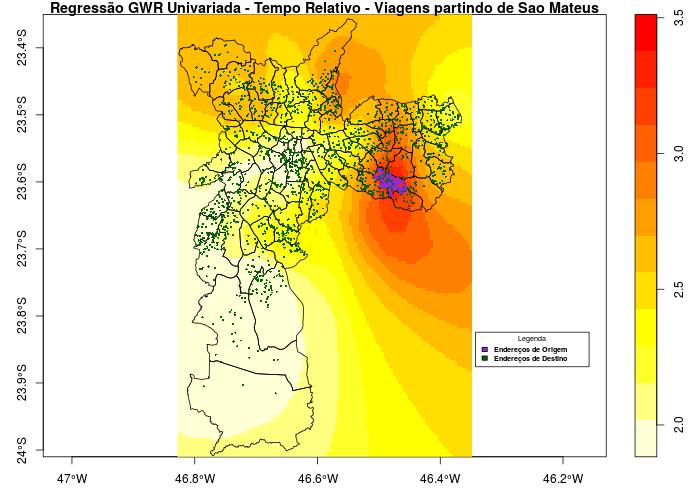 Regressão GWR Univariada - Tempo Relativo - Viagens partindo de Sao Mateus
23.4°S
23.5°S
23.6°S
23.7°S
23.8°S
23.9°S
24°S
47°W
46.8°W
46.6°W
46.4°W
46.2°W
Legenda
Endereços de Origem
Endereços de Destino
3.5
3.0
2.5
2.0